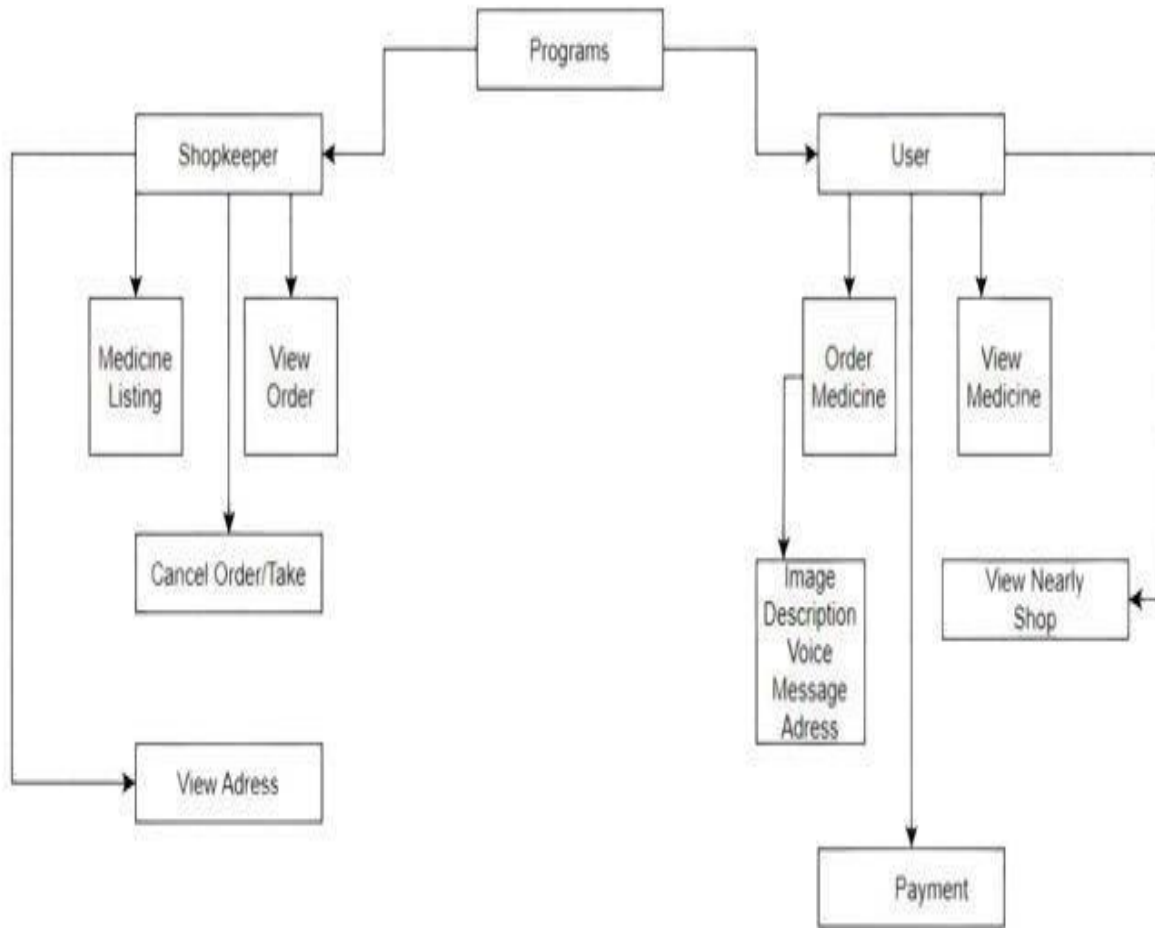 Programs
Shopkeeper
User
Medicine
Listing
View
Order
Order
Medicine
View
Medicine
Cancel Order/Take
Image
Description
Voice
Message
Adress
View Nearly
Shop
View Adress
Payment